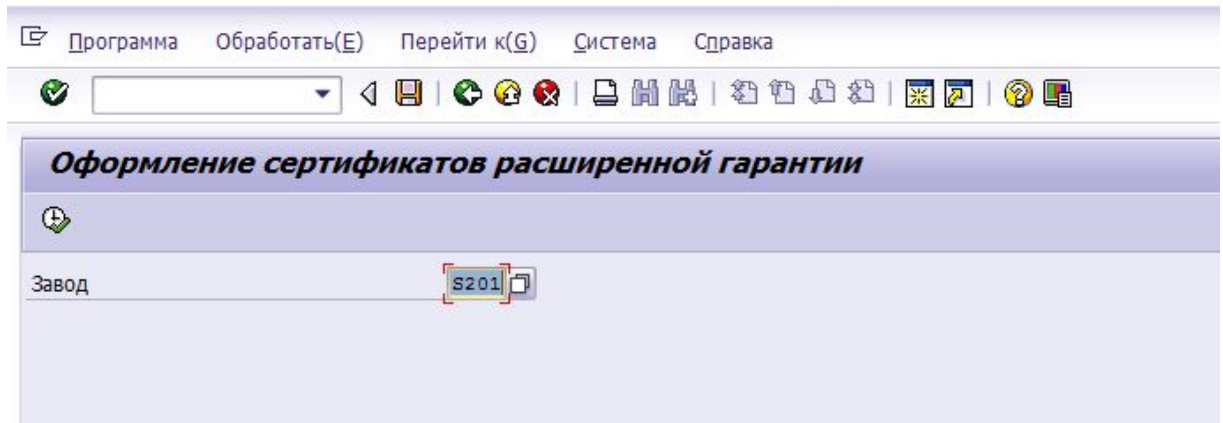 Программа Обработать(E) Перейти к(G) Система Справка
Оформление сертификатов расширенной гарантии
Завод S201